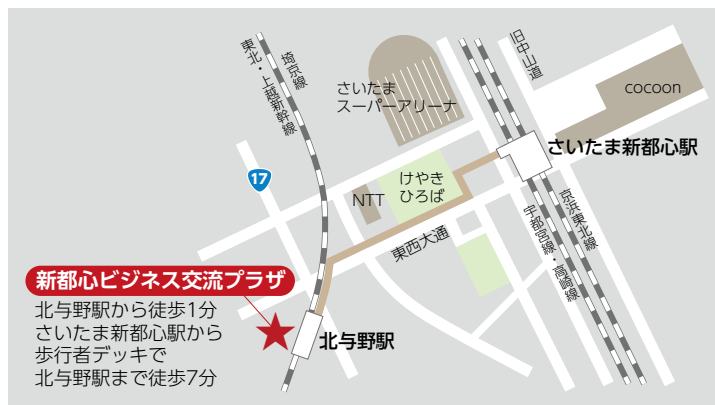 東北・上越新幹線
埼京線
さいたま
スーパーアリーナ
旧中山道
cocoon
さいたま新都心駅
17
NTT
けやき
ひろば
東西大通
宇都宮線・高崎線
京浜東北線
新都心ビジネス交流プラザ
北与野駅から徒歩1分
さいたま新都心駅から
歩行者デッキで
北与野駅まで徒歩7分
北与野駅